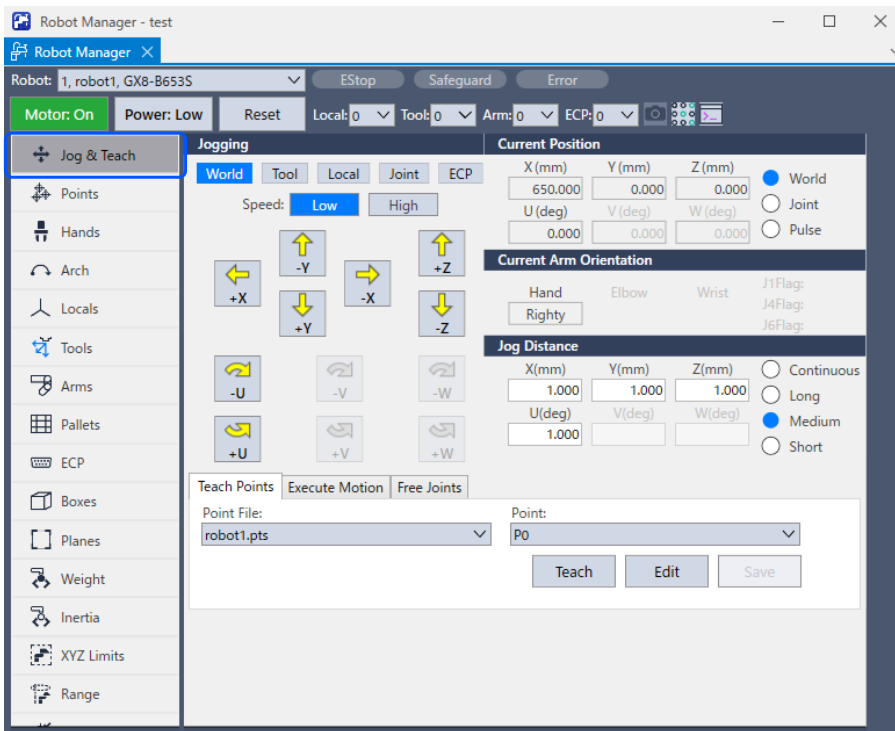 Robot Manager - test
Robot Manager
Robot: 1, robot1, GX8-B653S EStop Safeguard Error
Motor: On Power: Low Reset Local: 0 Tool: 0 Arm: 0 ECP: 0
Jog & Teach
Points
Hands
Arch
Locals
Tools
Arms
Pallets
ECP
Boxes
Planes
Weight
Inertia
XYZ Limits
Range
Jogging
World Tool Local Joint ECP
Speed: Low High
-Y +Z
+X -X
+Y -Z
-U -V -W
+U +V +W
Current Position
X (mm) Y (mm) Z (mm)
650.000 0.000 0.000
U (deg) V (deg) W (deg)
0.000 0.000 0.000
World
Joint
Pulse
Current Arm Orientation
Hand Elbow Wrist
Righty
J1Flag:
J4Flag:
J6Flag:
Jog Distance
X(mm) Y(mm) Z(mm)
1.000 1.000 1.000
U(deg) V(deg) W(deg)
1.000
Continuous
Long
Medium
Short
Teach Points Execute Motion Free Joints
Point File: Point:
robot1.pts P0
Teach Edit Save